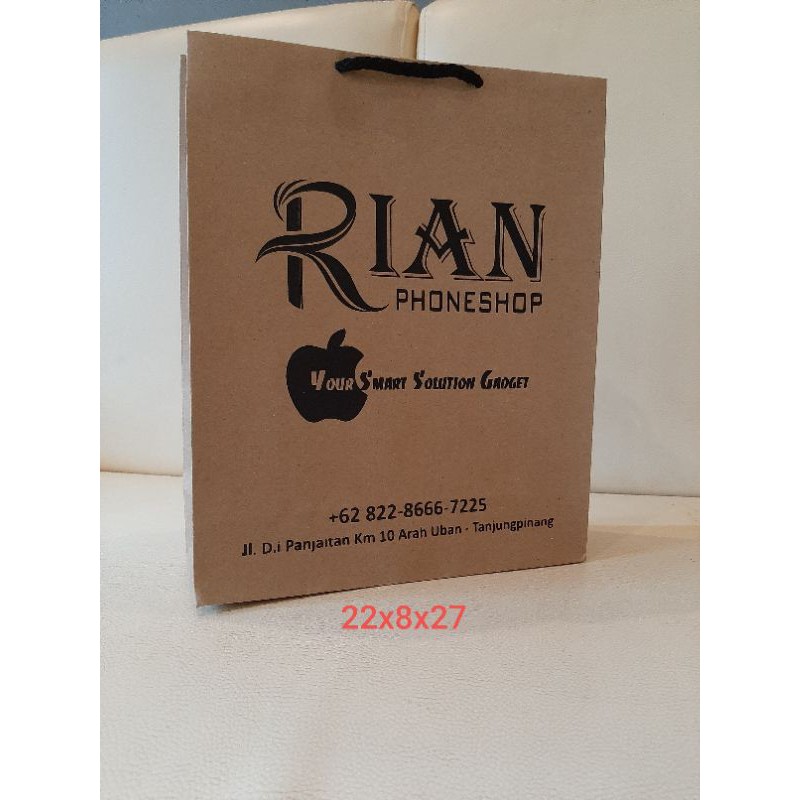 RIAN
PHONESHOP
YOUR SMART SOLUTION GADGET
+62 822-8666-7225
Jl. D.i Panjaitan Km 10 Arah Uban - Tanjungpinang
22x8x27